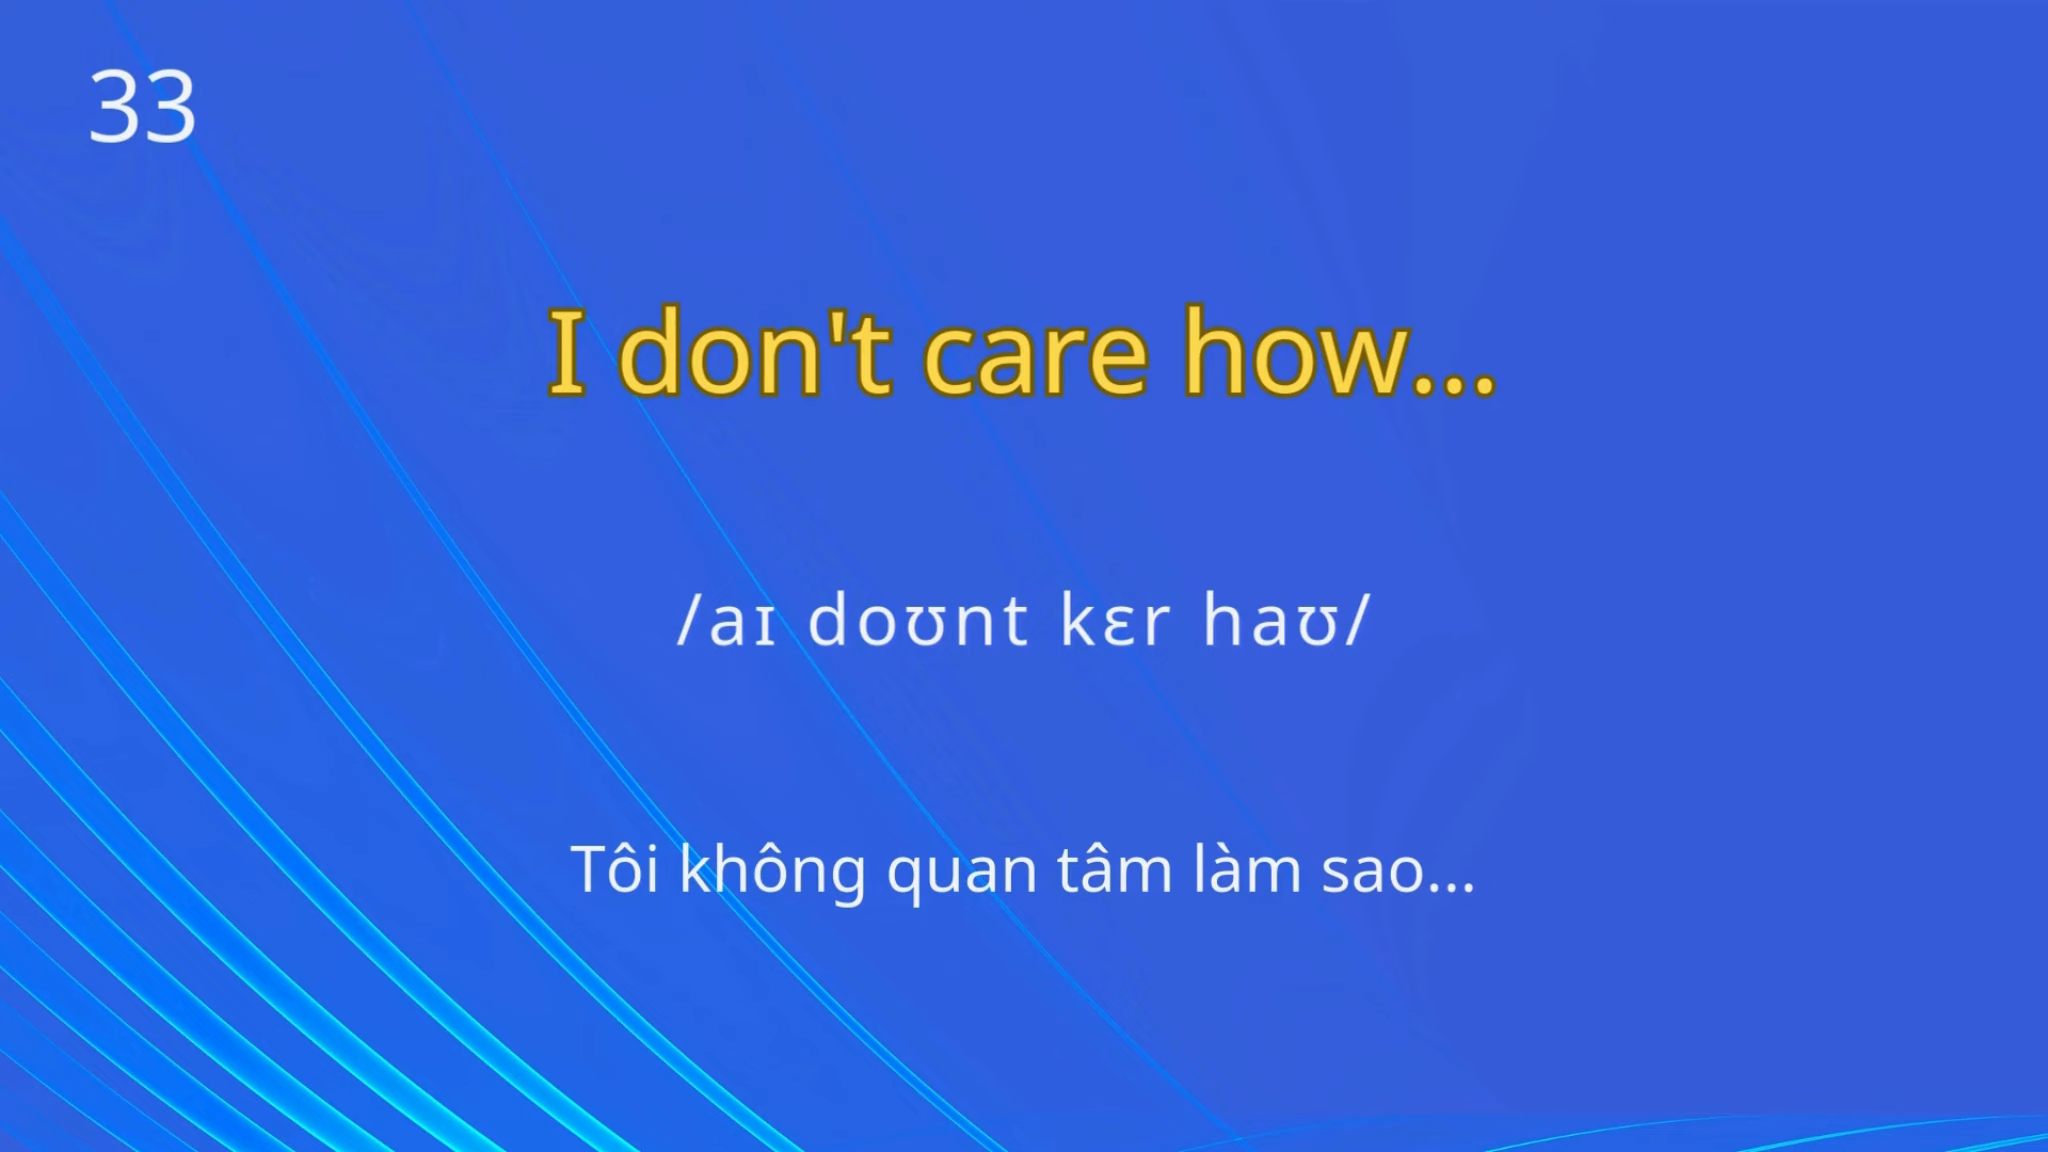 33
I don't care how...
/aɪ doʊnt kɛr haʊ/
Tôi không quan tâm làm sao...